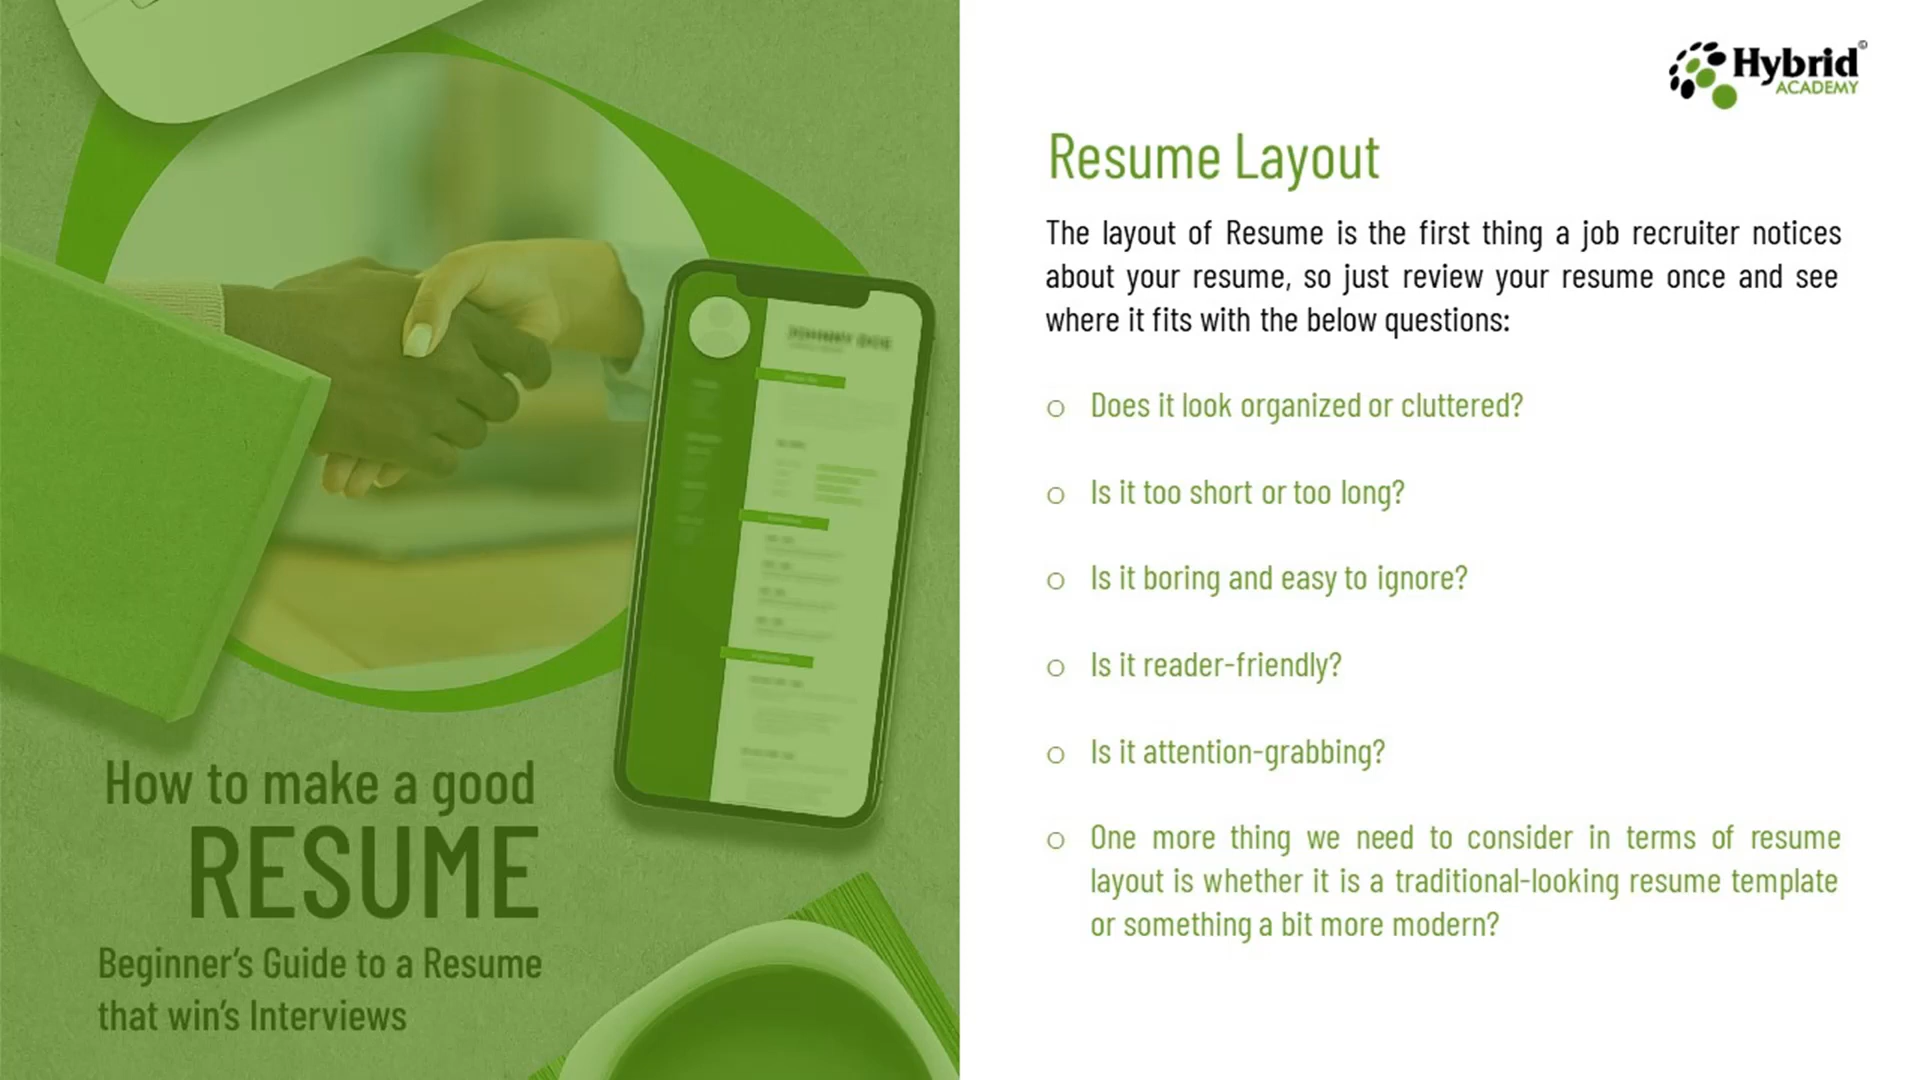 Hybrid
©
ACADEMY
Resume Layout
The layout of Resume is the first thing a job recruiter notices
about your resume, so just review your resume once and see
where it fits with the below questions:
o Does it look organized or cluttered?
o Is it too short or too long?
o Is it boring and easy to ignore?
o Is it reader-friendly?
o Is it attention-grabbing?
o One more thing we need to consider in terms of resume
layout is whether it is a traditional-looking resume template
or something a bit more modern?
How to make a good
RESUME
Beginner's Guide to a Resume
that win's Interviews
JOHNNY DOE